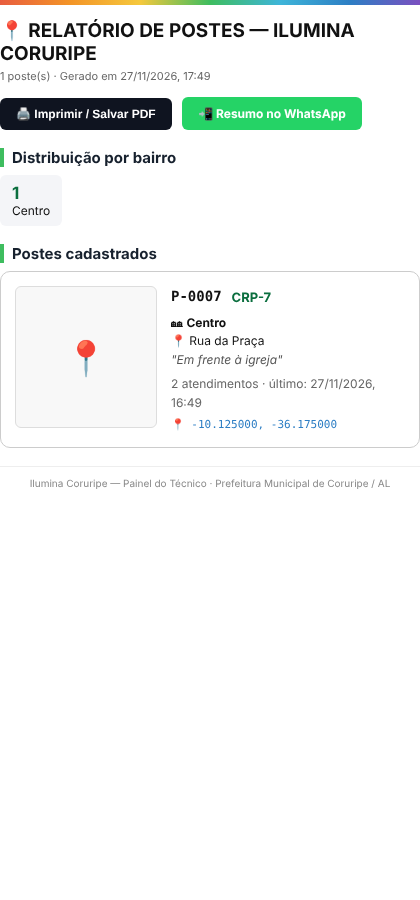 📍 RELATÓRIO DE POSTES — ILUMINA
CORURIPE
1 poste(s) · Gerado em 27/11/2026, 17:49
🖨️ Imprimir / Salvar PDF
📲 Resumo no WhatsApp
Distribuição por bairro
1
Centro
Postes cadastrados
P-0007 CRP-7
🏘 Centro
📍 Rua da Praça
"Em frente à igreja"
2 atendimentos · último: 27/11/2026,
16:49
📍 -10.125000, -36.175000
Ilumina Coruripe — Painel do Técnico · Prefeitura Municipal de Coruripe / AL